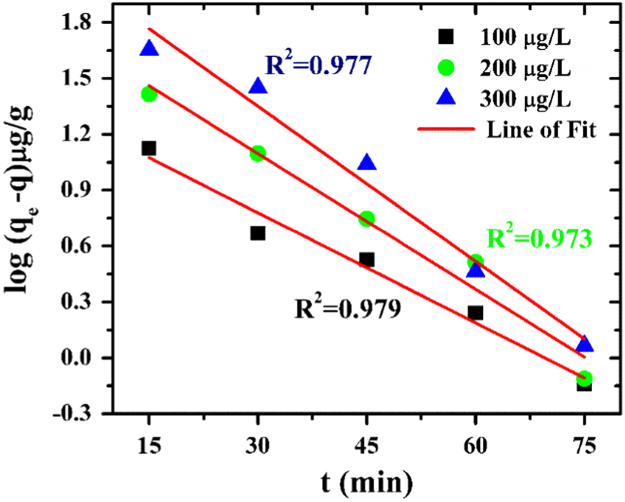 1.8
1.5
1.2
0.9
0.6
0.3
0.0
-0.3
log (qe -q)μg/g
R²=0.977
100 μg/L
200 μg/L
300 μg/L
Line of Fit
R²=0.973
R²=0.979
15 30 45 60 75
t (min)